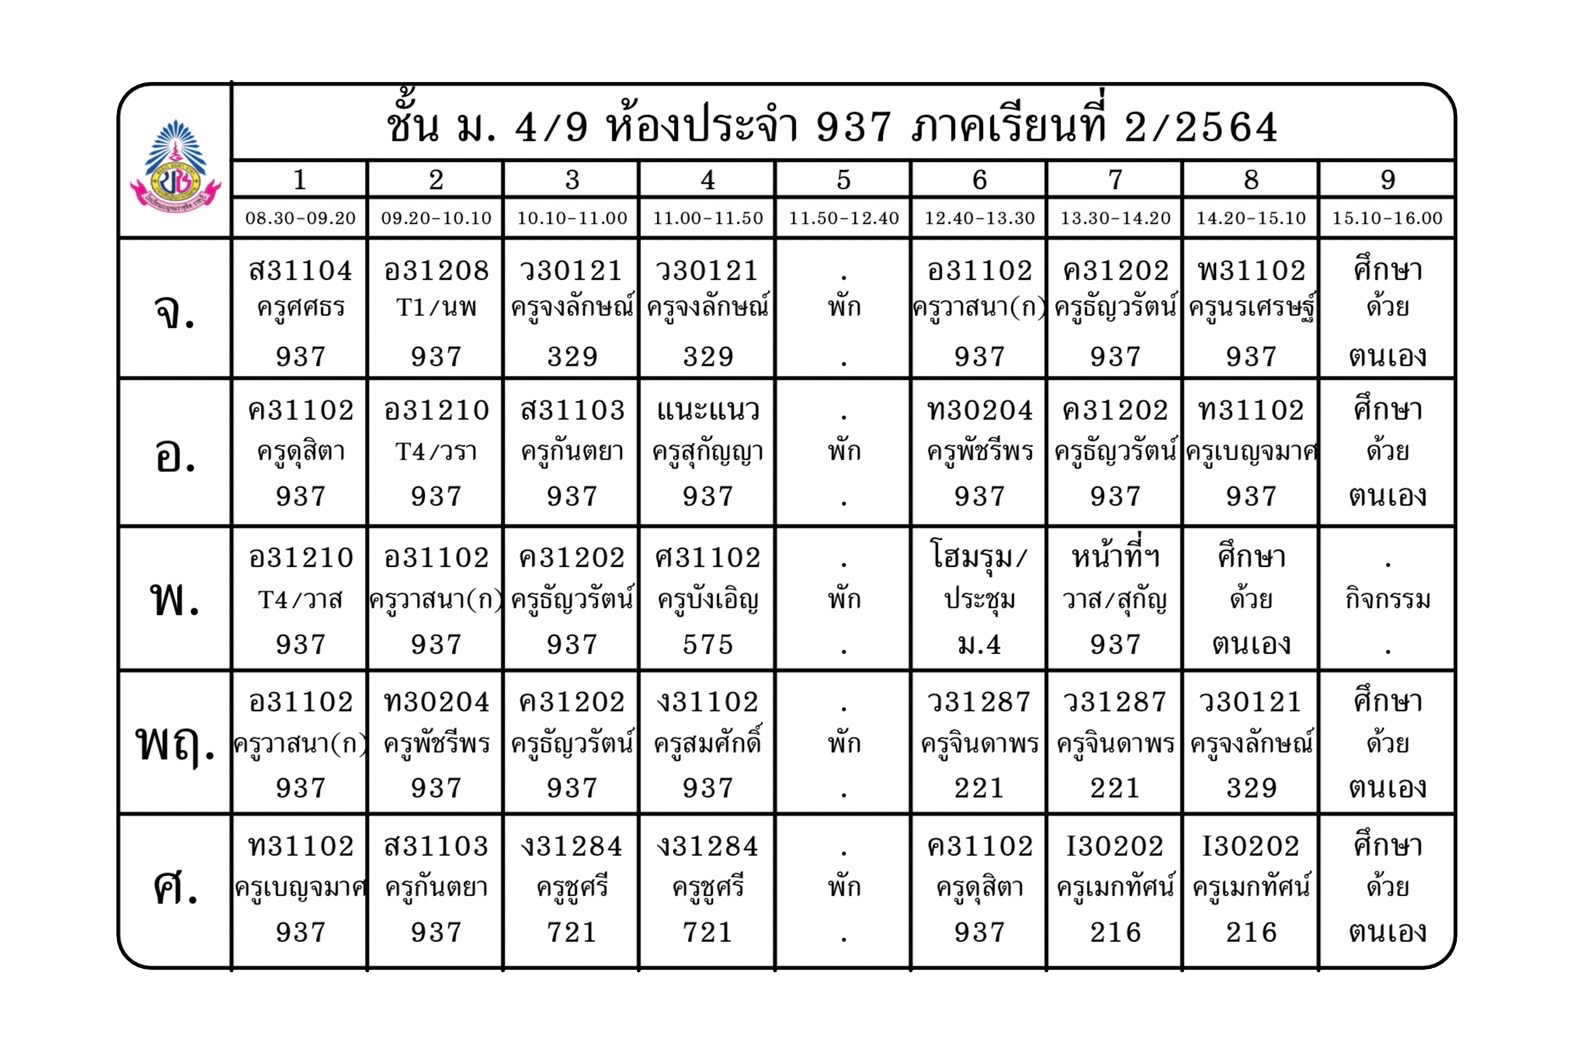 ชั้น ม. 4/9 ห้องประจำ 937 ภาคเรียนที่ 2/2564
1 2 3 4 5 6 7 8 9
08.30-09.20 09.20-10.10 10.10-11.00 11.00-11.50 11.50-12.40 12.40-13.30 13.30-14.20 14.20-15.10 15.10-16.00
จ.
ส31104 อ31208 ว30121 ว30121 . อ31102 ค31202 พ31102 ศึกษา
ครูศศธร T1/นพ ครูจงลักษณ์ ครูจงลักษณ์ พัก ครูวาสนา(ก) ครูธัญวรัตน์ ครูนรเศรษฐ์ ด้วย
937 937 329 329 . 937 937 937 ตนเอง
อ.
ค31102 อ31210 ส31103 แนะแนว . ท30204 ค31202 ท31102 ศึกษา
ครูดุสิตา T4/วรา ครูกันตยา ครูสุกัญญา พัก ครูพัชรีพร ครูธัญวรัตน์ ครูเบญจมาศ ด้วย
937 937 937 937 . 937 937 937 ตนเอง
พ.
อ31210 อ31102 ค31202 ศ31102 . โฮมรุม/ หน้าที่ฯ ศึกษา .
T4/วาส ครูวาสนา(ก) ครูธัญวรัตน์ ครูบังเอิญ พัก ประชุม วาส/สุกัญ ด้วย กิจกรรม
937 937 937 575 . ม.4 937 ตนเอง .
พฤ.
อ31102 ท30204 ค31202 ง31102 . ว31287 ว31287 ว30121 ศึกษา
ครูวาสนา(ก) ครูพัชรีพร ครูธัญวรัตน์ ครูสมศักดิ์ พัก ครูจินดาพร ครูจินดาพร ครูจงลักษณ์ ด้วย
937 937 937 937 . 221 221 329 ตนเอง
ศ.
ท31102 ส31103 ง31284 ง31284 . ค31102 I30202 I30202 ศึกษา
ครูเบญจมาศ ครูกันตยา ครูชูศรี ครูชูศรี พัก ครูดุสิตา ครูเมกทัศน์ ครูเมกทัศน์ ด้วย
937 937 721 721 . 937 216 216 ตนเอง